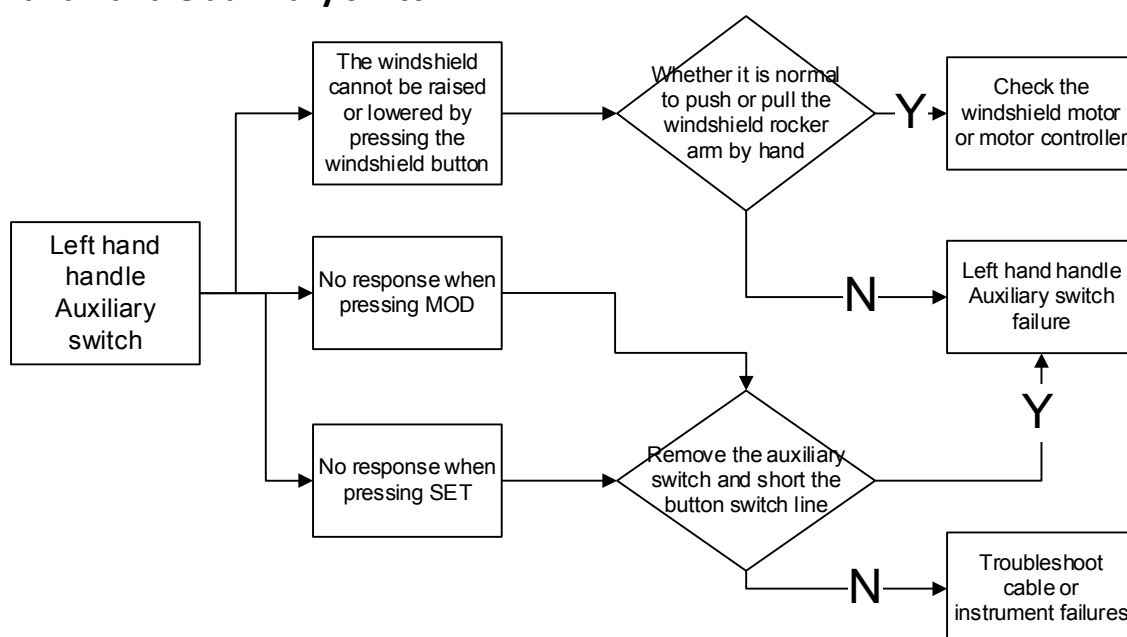 The windshield
cannot be raised
or lowered by
pressing the
windshield button
Whether it is normal
to push or pull the
windshield rocker
arm by hand
Y
Check the
windshield motor
or motor controller
Left hand
handle
Auxiliary
switch
No response when
pressing MOD
N
Left hand handle
Auxiliary switch
failure
Y
No response when
pressing SET
Remove the auxiliary
switch and short the
button switch line
N
Troubleshoot
cable or
instrument failures